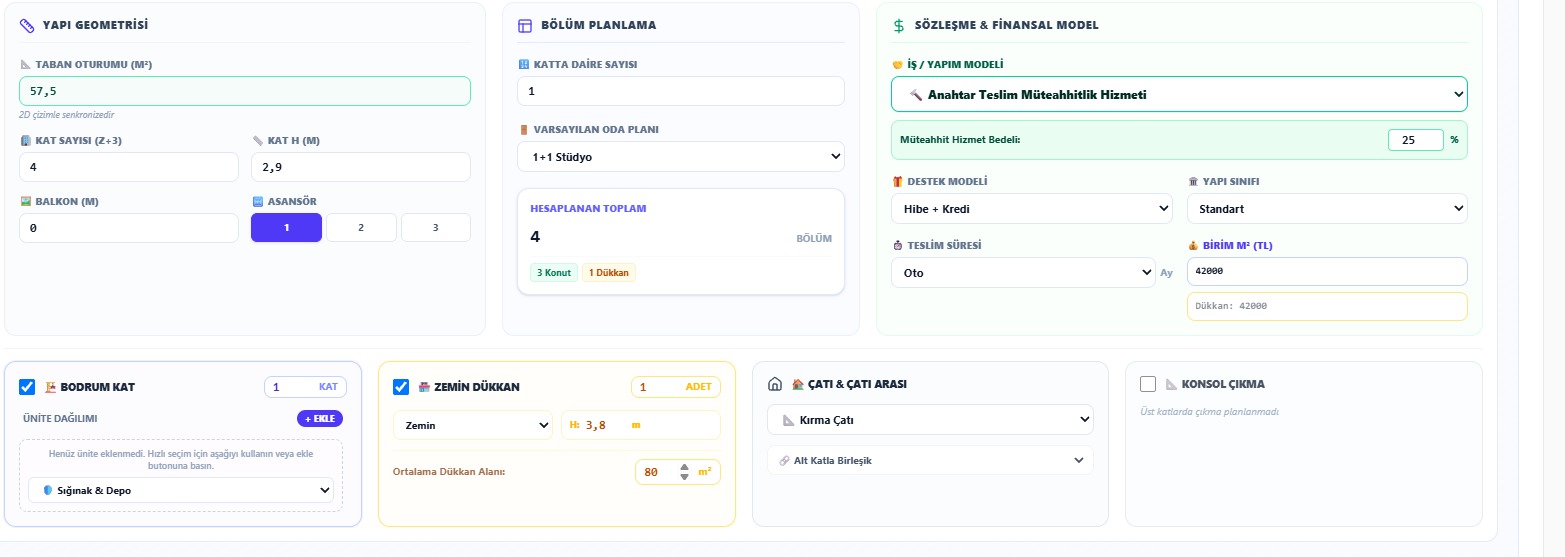 YAPI GEOMETRİSİ
TABAN OTURUMU (M²)
57,5
2D çizimle senkronizedir
KAT SAYISI (Z+3)
KAT H (M)
4
2,9
BALKON (M)
ASANSÖR
0
1
2
3
BÖLÜM PLANLAMA
KATTA DAİRE SAYISI
1
VARSAYILAN ODA PLANI
1+1 Stüdyo
HESAPLANAN TOPLAM
4
BÖLÜM
3 Konut
1 Dükkan
SÖZLEŞME & FİNANSAL MODEL
İŞ / YAPIM MODELİ
Anahtar Teslim Müteahhitlik Hizmeti
Müteahhit Hizmet Bedeli:
25
%
DESTEK MODELİ
YAPI SINIFI
Hibe + Kredi
Standart
TESLİM SÜRESİ
BİRİM M² (TL)
Oto
Ay
42000
Dükkan: 42000
BODRUM KAT
1
KAT
ÜNİTE DAĞILIMI
+ EKLE
Henüz ünite eklenmedi. Hızlı seçim için aşağıyı kullanın veya ekle
butonuna basın.
Sığınak & Depo
ZEMİN DÜKKAN
1
ADET
Zemin
H:
3,8
m
Ortalama Dükkan Alanı:
80
m²
ÇATI & ÇATI ARASI
Kırma Çatı
Alt Katla Birleşik
KONSOL ÇIKMA
Üst katlarda çıkma planlanmadı